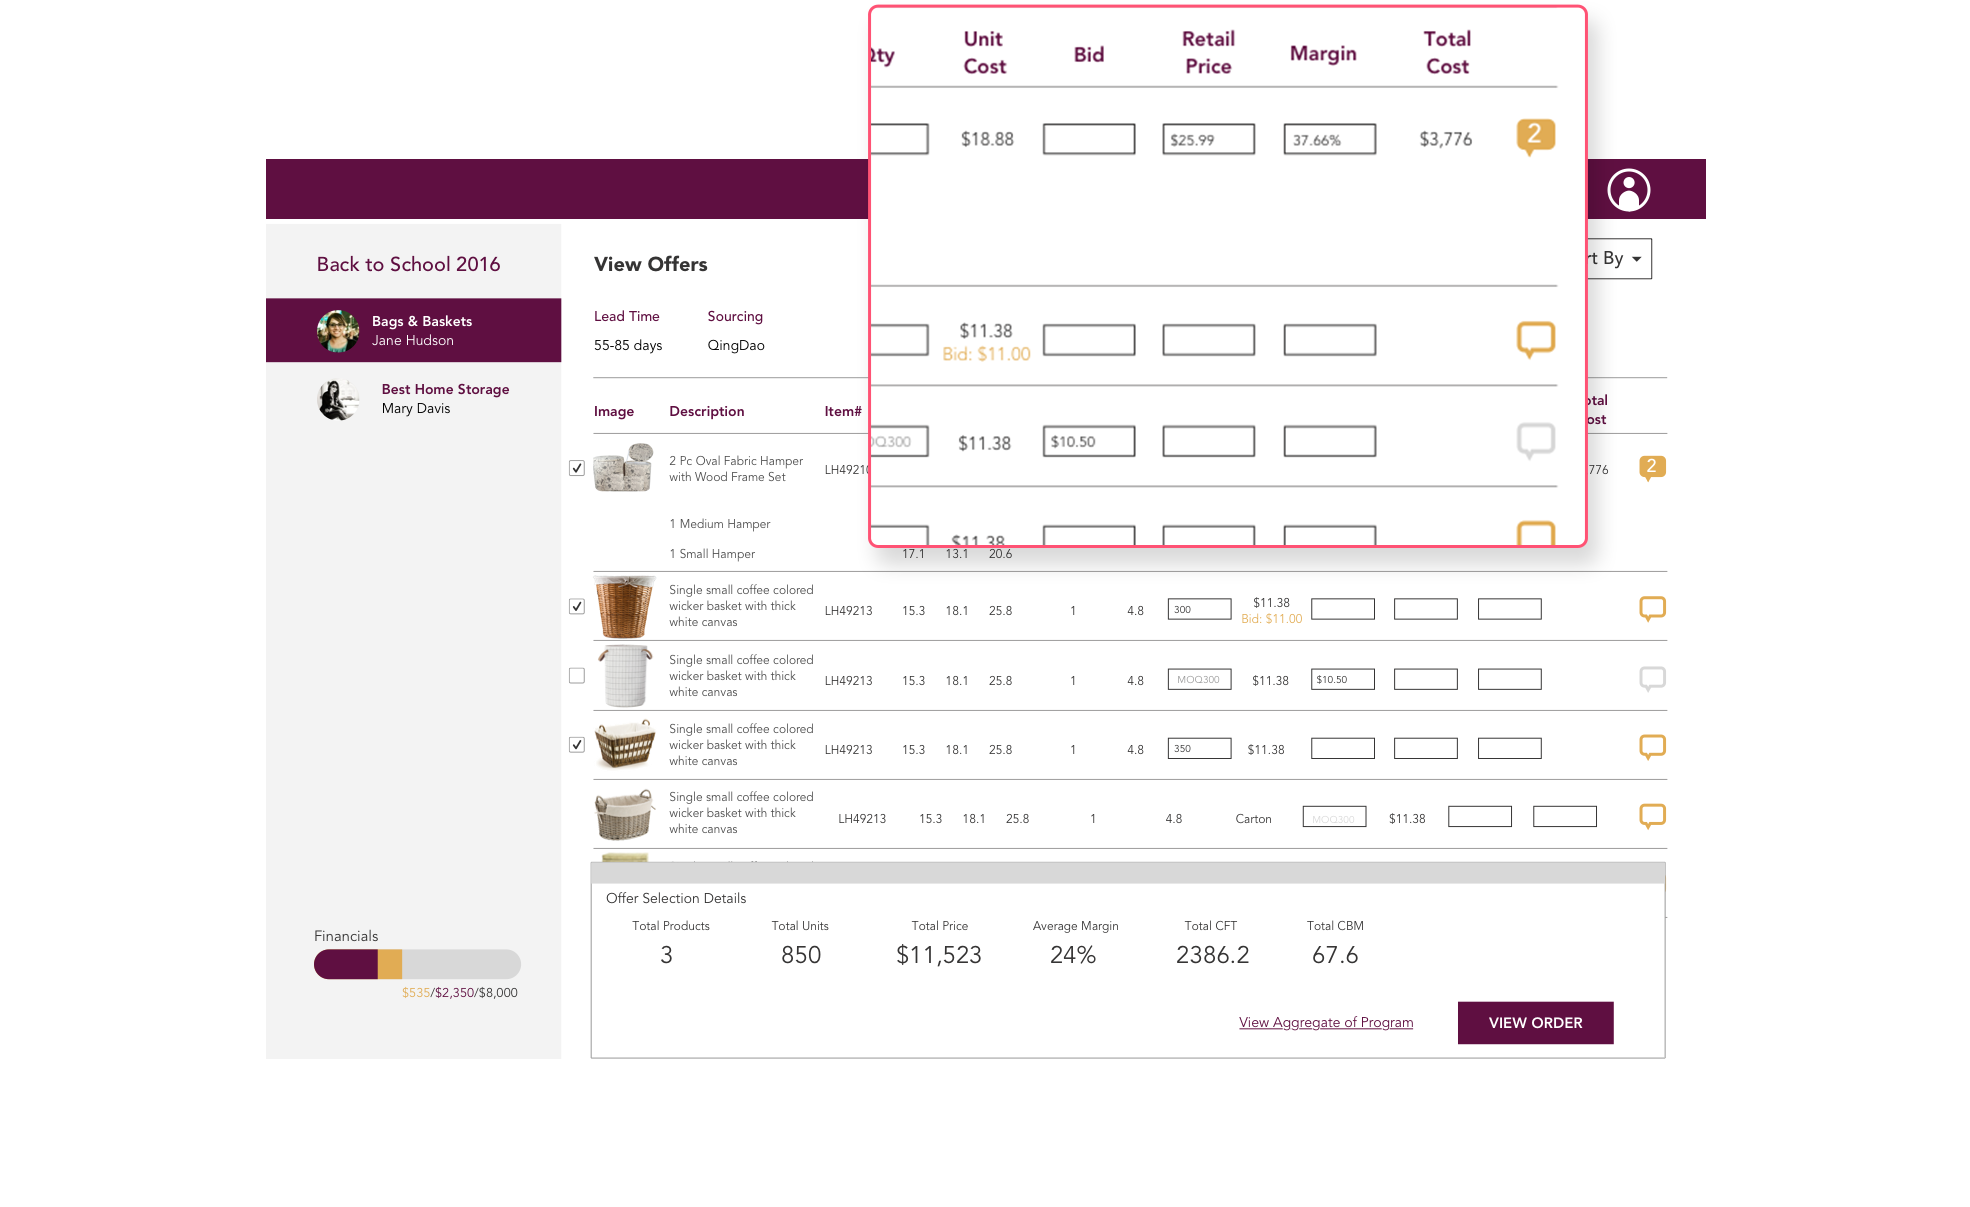 Unit Cost
Bid
Retail Price
Margin
Total Cost
$18.88
$25.99
37.66%
$3,776
2
$11.38
Bid: $11.00
$11.38
$10.50
$11.38
Back to School 2016
Bags & Baskets
Jane Hudson
Best Home Storage
Mary Davis
Financials
$535/$2,350/$8,000
View Offers
By
Lead Time Sourcing
55-85 days QingDao
Image Description Item#
2 Pc Oval Fabric Hamper
with Wood Frame Set
2
1 Medium Hamper
1 Small Hamper 17.1 13.1 20.6
Single small coffee colored
wicker basket with thick
white canvas
LH49213 15.3 18.1 25.8 1 4.8 300 $11.38
Bid: $11.00
Single small coffee colored
wicker basket with thick
white canvas
LH49213 15.3 18.1 25.8 1 4.8 MOQ300 $11.38 $10.50
Single small coffee colored
wicker basket with thick
white canvas
LH49213 15.3 18.1 25.8 1 4.8 350 $11.38
Single small coffee colored
wicker basket with thick
white canvas
LH49213 15.3 18.1 25.8 1 4.8 Carton MOQ300 $11.38
Offer Selection Details
Total Products Total Units Total Price Average Margin Total CFT Total CBM
3 850 $11,523 24% 2386.2 67.6
View Aggregate of Program
VIEW ORDER